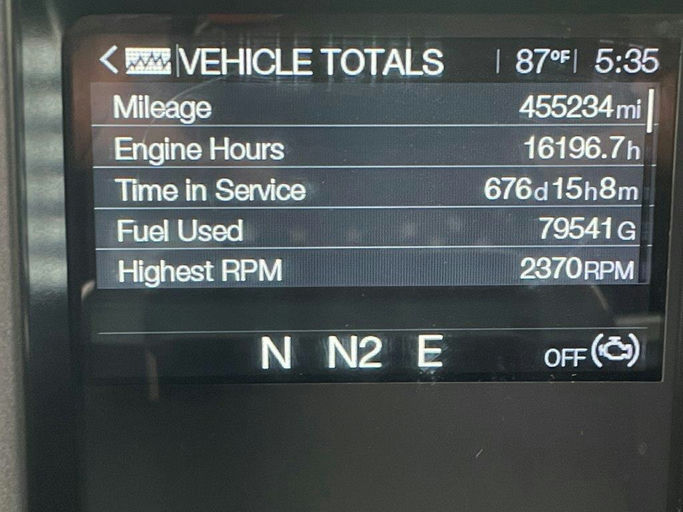 VEHICLE TOTALS 87°F 5:35
Mileage 455234mi
Engine Hours 16196.7h
Time in Service 676d15h8m
Fuel Used 79541G
Highest RPM 2370RPM
N N2 E OFF